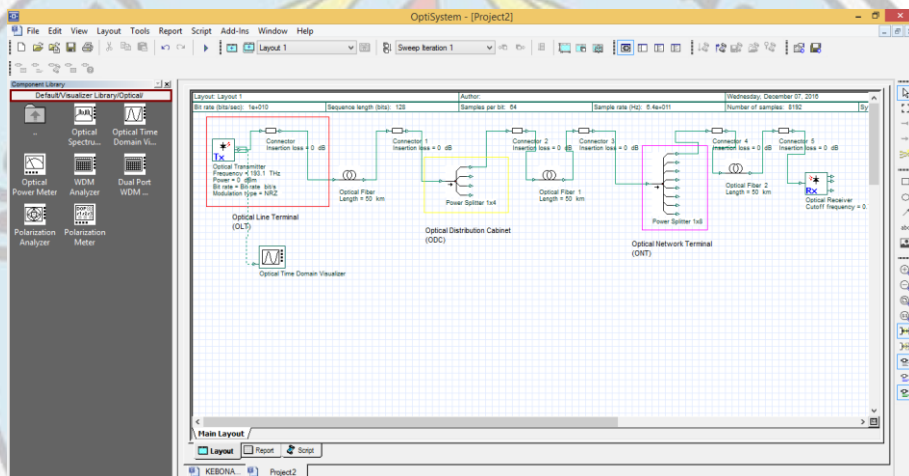 OptiSystem - [Project2]
File Edit View Layout Tools Report Script Add-Ins Window Help
Layout 1
Sweep Iteration 1
Component Library
Default/Visualizer Library/Optical/
..
Optical Spectru...
Optical Time Domain Vi...
Optical Power Meter
WDM Analyzer
Dual Port WDM ...
Polarization Analyzer
Polarization Meter
Layout: Layout 1
Author:
Wednesday, December 07, 2016
Bit rate (bits/sec): 1e+010
Sequence length (bits): 128
Samples per bit: 64
Sample rate (Hz): 6.4e+011
Number of samples: 8192
Sy
Tx
Optical Transmitter
Frequency = 193.1 THz
Power = 0 dBm
Bit rate = Bit rate bit/s
Modulation type = NRZ
Connector
Insertion loss = 0 dB
Optical Line Terminal
(OLT)
Optical Time Domain Visualizer
Optical Fiber
Length = 50 km
Connector 1
Insertion loss = 0 dB
Power Splitter 1x4
Optical Distribution Cabinet
(ODC)
Connector 2
Insertion loss = 0 dB
Optical Fiber 1
Length = 50 km
Connector 3
Insertion loss = 0 dB
Power Splitter 1x8
Optical Network Terminal
(ONT)
Connector 4
Insertion loss = 0 dB
Optical Fiber 2
Length = 50 km
Connector 5
Insertion loss = 0 dB
Rx
Optical Receiver
Cutoff frequency = 0.
Main Layout
Layout Report Script
KEBONA... Project2